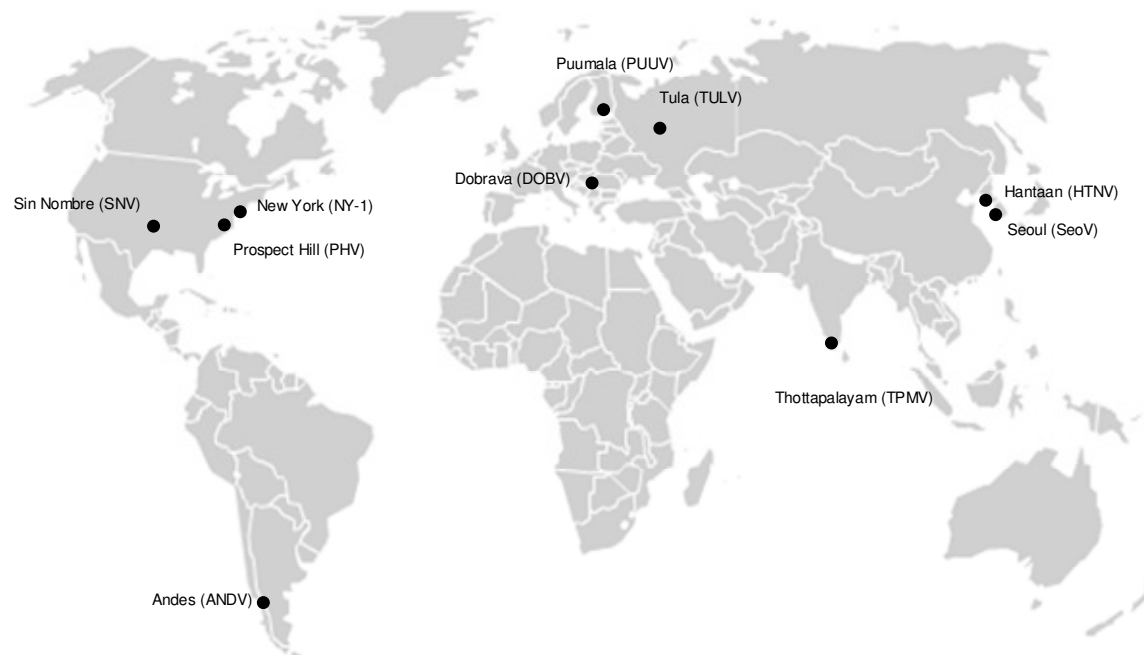 Puumala (PUUV)
Tula (TULV)
Dobrava (DOBV)
Hantaan (HTNV)
Sin Nombre (SNV)
New York (NY-1)
Seoul (SeoV)
Prospect Hill (PHV)
Thottapalayam (TPMV)
Andes (ANDV)